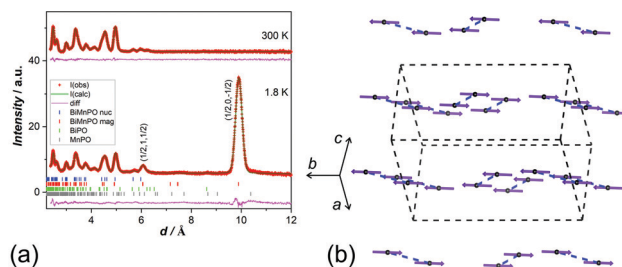 300 K
40
I(obs)
I(calc)
diff
BiMnPO nuc
BiMnPO mag
BiPO
MnPO
1.8 K
(1/2,0,-1/2)
(1/2,1,1/2)
20
0
Intensity / a.u.
4 6 8 10 12
d / Å
(a)
(b)
c
b
a